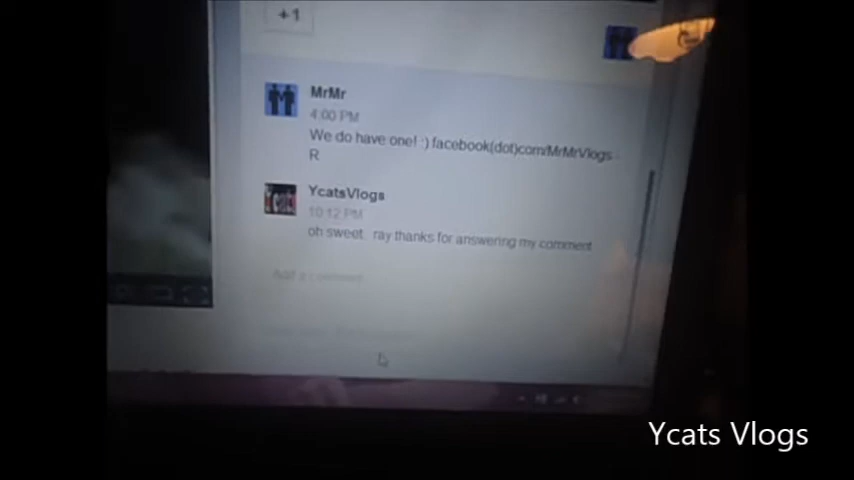 +1
MrMr
4:00 PM
We do have one! :) facebook(dot)com/MrMrVlogs -
R
YcatsVlogs
10:12 PM
oh sweet ray thanks for answering my comment
Add a comment
Ycats Vlogs